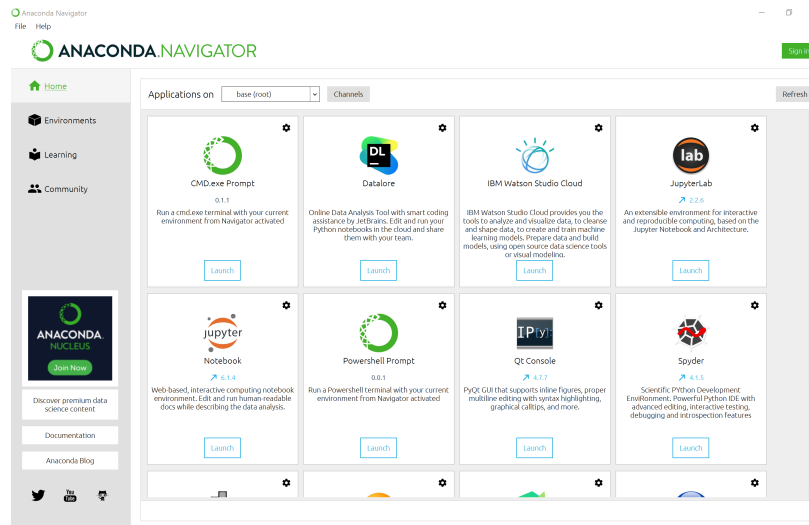 Anaconda Navigator
File Help
ANACONDA.NAVIGATOR
Sign in
Home
Environments
Learning
Community
ANACONDA.
NUCLEUS
Join Now
Discover premium data
science content
Documentation
Anaconda Blog
You
Tube
Applications on base (root) Channels
Refresh
CMD.exe Prompt
0.1.1
Run a cmd.exe terminal with your current
environment from Navigator activated
Launch
DL
Datalore
Online Data Analysis Tool with smart coding
assistance by JetBrains. Edit and run your
Python notebooks in the cloud and share
them with your team.
Launch
IBM Watson Studio Cloud
IBM Watson Studio Cloud provides you the
tools to analyze and visualize data, to cleanse
and shape data, to create and train machine
learning models. Prepare data and build
models, using open source data science tools
or visual modeling.
Launch
lab
JupyterLab
2.2.6
An extensible environment for interactive
and reproducible computing, based on the
Jupyter Notebook and Architecture.
Launch
jupyter
Notebook
6.1.4
Web-based, interactive computing notebook
environment. Edit and run human-readable
docs while describing the data analysis.
Launch
Powershell Prompt
0.0.1
Run a Powershell terminal with your current
environment from Navigator activated
Launch
IP[y]:
Qt Console
4.7.7
PyQt GUI that supports inline figures, proper
multiline editing with syntax highlighting,
graphical calltips, and more.
Launch
Spyder
4.1.5
Scientific PYthon Development
EnviRonment. Powerful Python IDE with
advanced editing, interactive testing,
debugging and introspection features
Launch